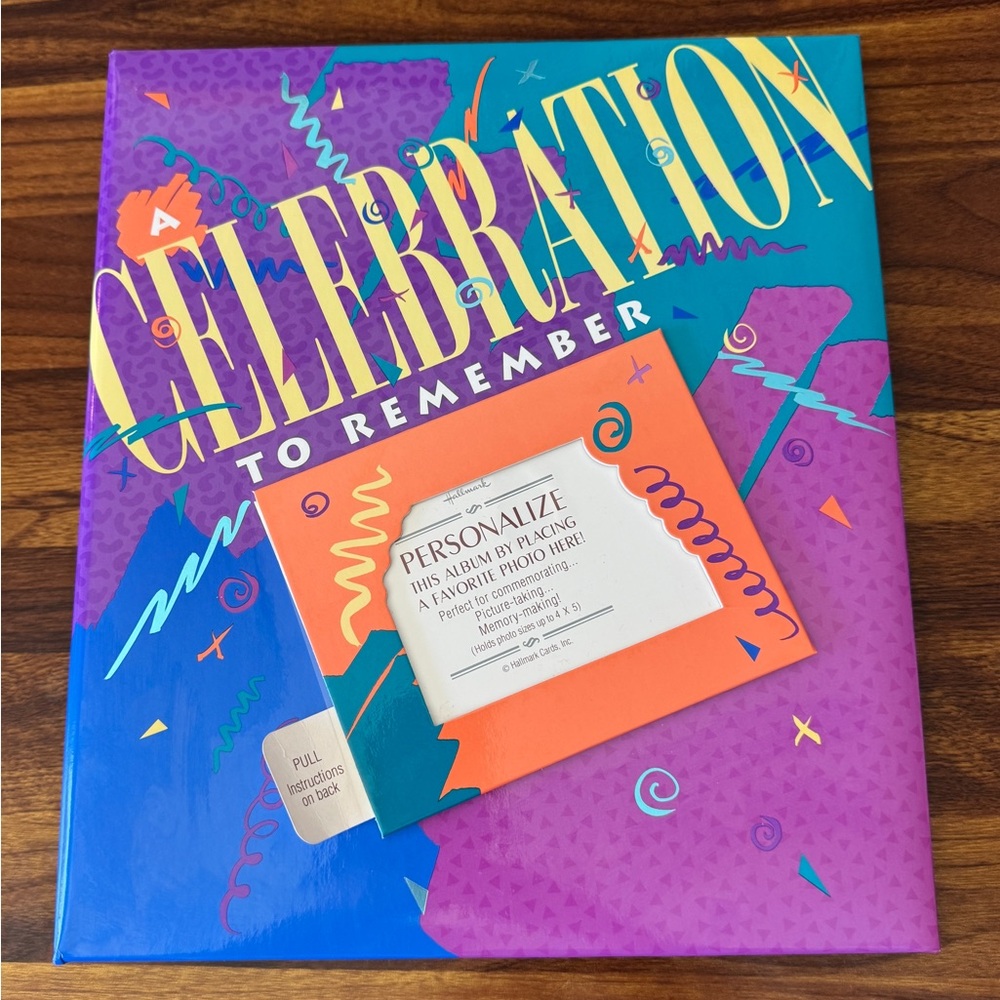 A
CELEBRATION
TO REMEMBER
Hallmark
PERSONALIZE
THIS ALBUM BY PLACING
A FAVORITE PHOTO HERE!
Perfect for commemorating...
Picture-taking...
Memory-making!
(Holds photo sizes up to 4 X 5)
© Hallmark Cards, Inc.
PULL
Instructions
on back